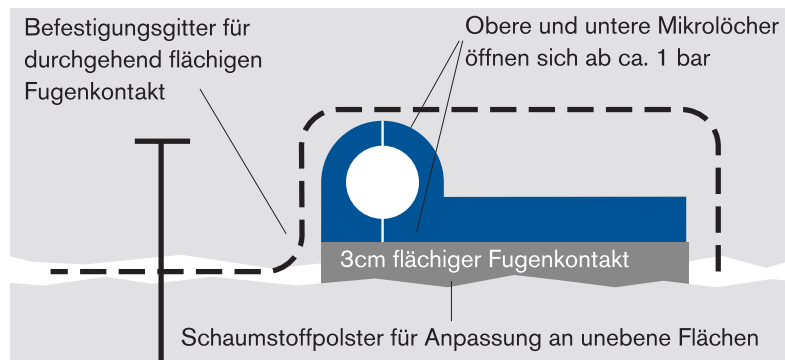 Befestigungsgitter für
durchgehend flächigen
Fugenkontakt
Obere und untere Mikrolöcher
öffnen sich ab ca. 1 bar
3cm flächiger Fugenkontakt
Schaumstoffpolster für Anpassung an unebene Flächen